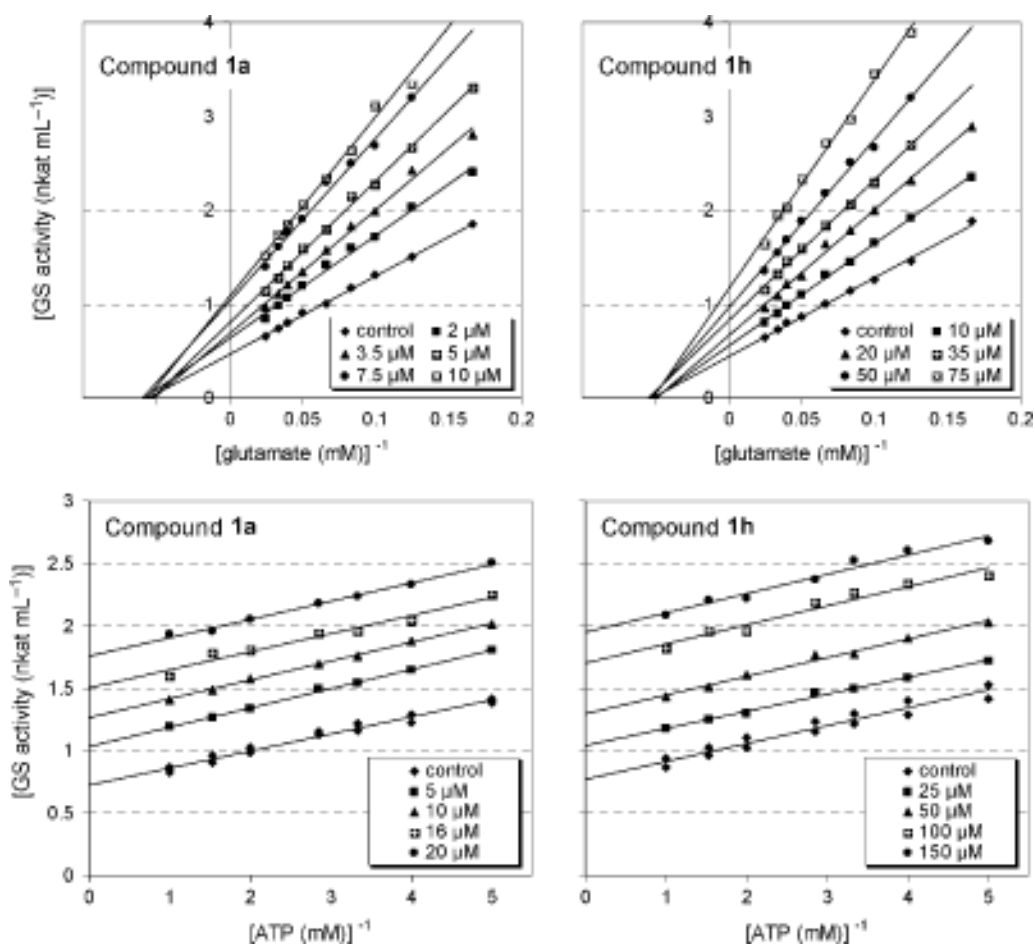 Compound 1a
[GS activity (nkat mL⁻¹)]
4
3
2
1
0
control
2 µM
3.5 µM
5 µM
7.5 µM
10 µM
0
0.05
0.1
0.15
0.2
[glutamate (mM)] ⁻¹
Compound 1h
4
3
2
1
0
control
10 µM
20 µM
35 µM
50 µM
75 µM
0
0.05
0.1
0.15
0.2
[glutamate (mM)] ⁻¹
Compound 1a
[GS activity (nkat mL⁻¹)]
3
2.5
2
1.5
1
0.5
0
control
5 µM
10 µM
16 µM
20 µM
0
1
2
3
4
5
[ATP (mM)] ⁻¹
Compound 1h
control
25 µM
50 µM
100 µM
150 µM
0
1
2
3
4
5
[ATP (mM)] ⁻¹